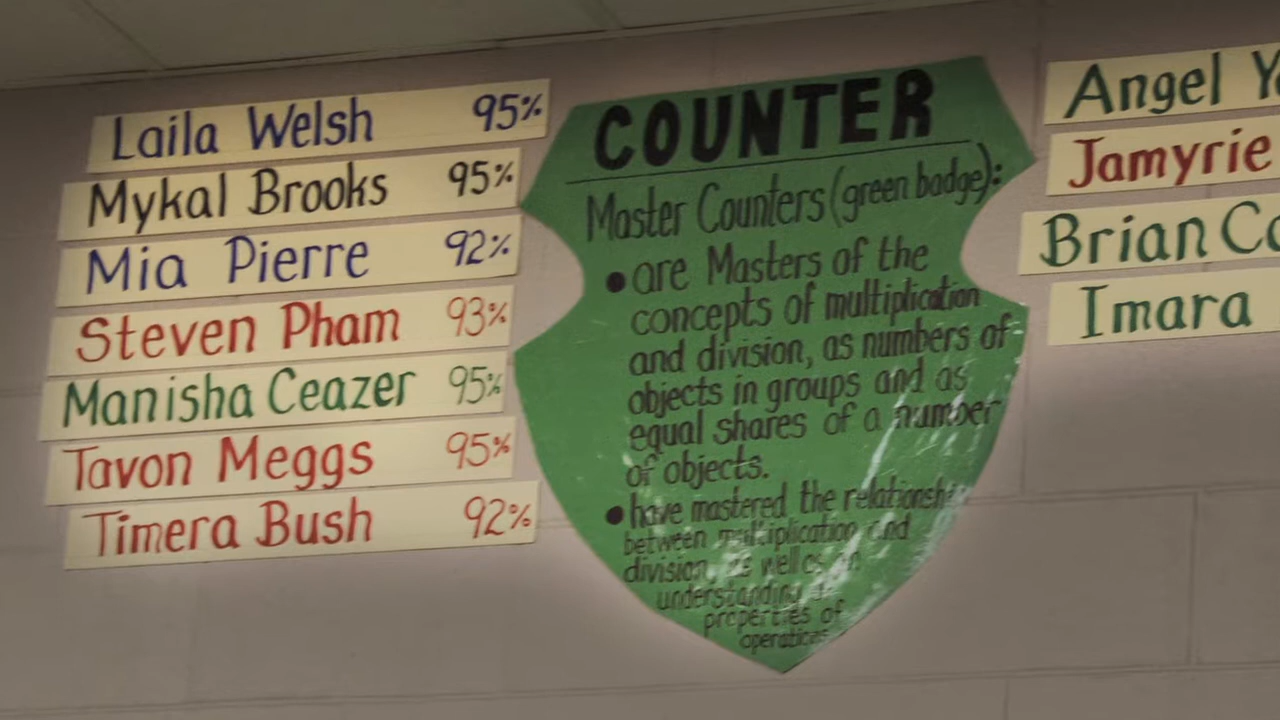 Laila Welsh 95%
Mykal Brooks 95%
Mia Pierre 92%
Steven Pham 93%
Manisha Ceazer 95%
Tavon Meggs 95%
Timera Bush 92%
COUNTER
Master Counters (green badge):
• are Masters of the
concepts of multiplication
and division, as numbers of
objects in groups and as
equal shares of a number
of objects.
• have mastered the
between multiplication and
division, as well as
understanding
properties of
operations
Angel
Jamyrie
Brian
Imara